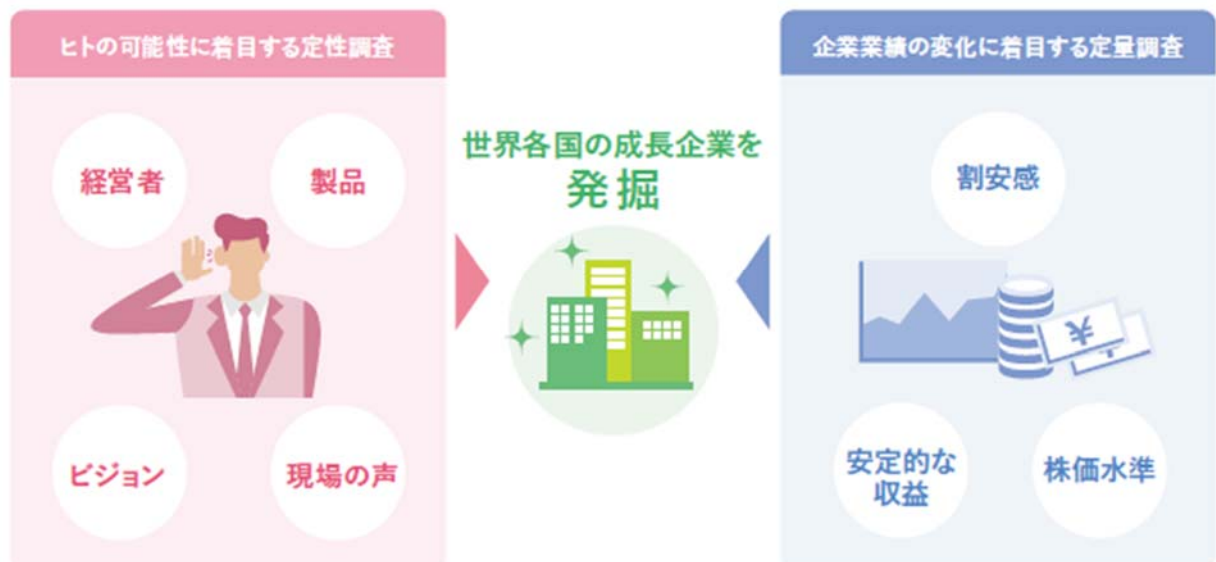 ヒトの可能性に着目する定性調査
経営者
製品
ビジョン
現場の声
世界各国の成長企業を
発掘
企業業績の変化に着目する定量調査
割安感
¥
安定的な
収益
株価水準